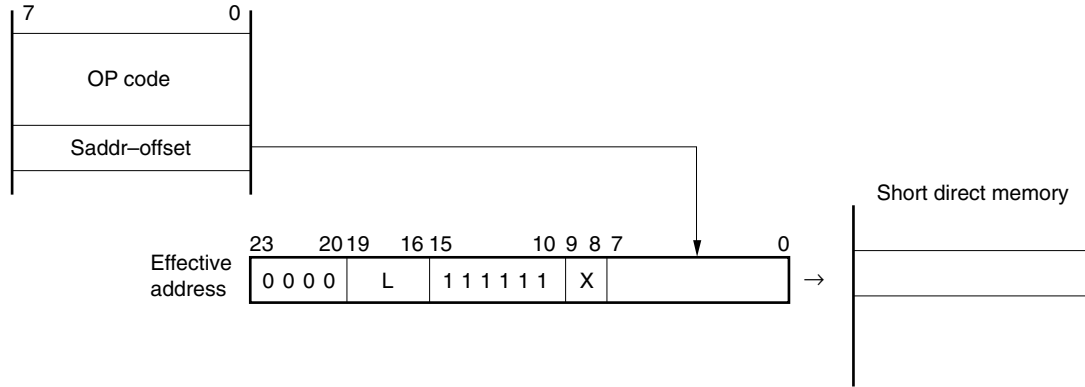 7 0
OP code
Saddr–offset
Short direct memory
23 20 19 16 15 10 9 8 7 0
Effective
address
0 0 0 0 L 1 1 1 1 1 1 X →